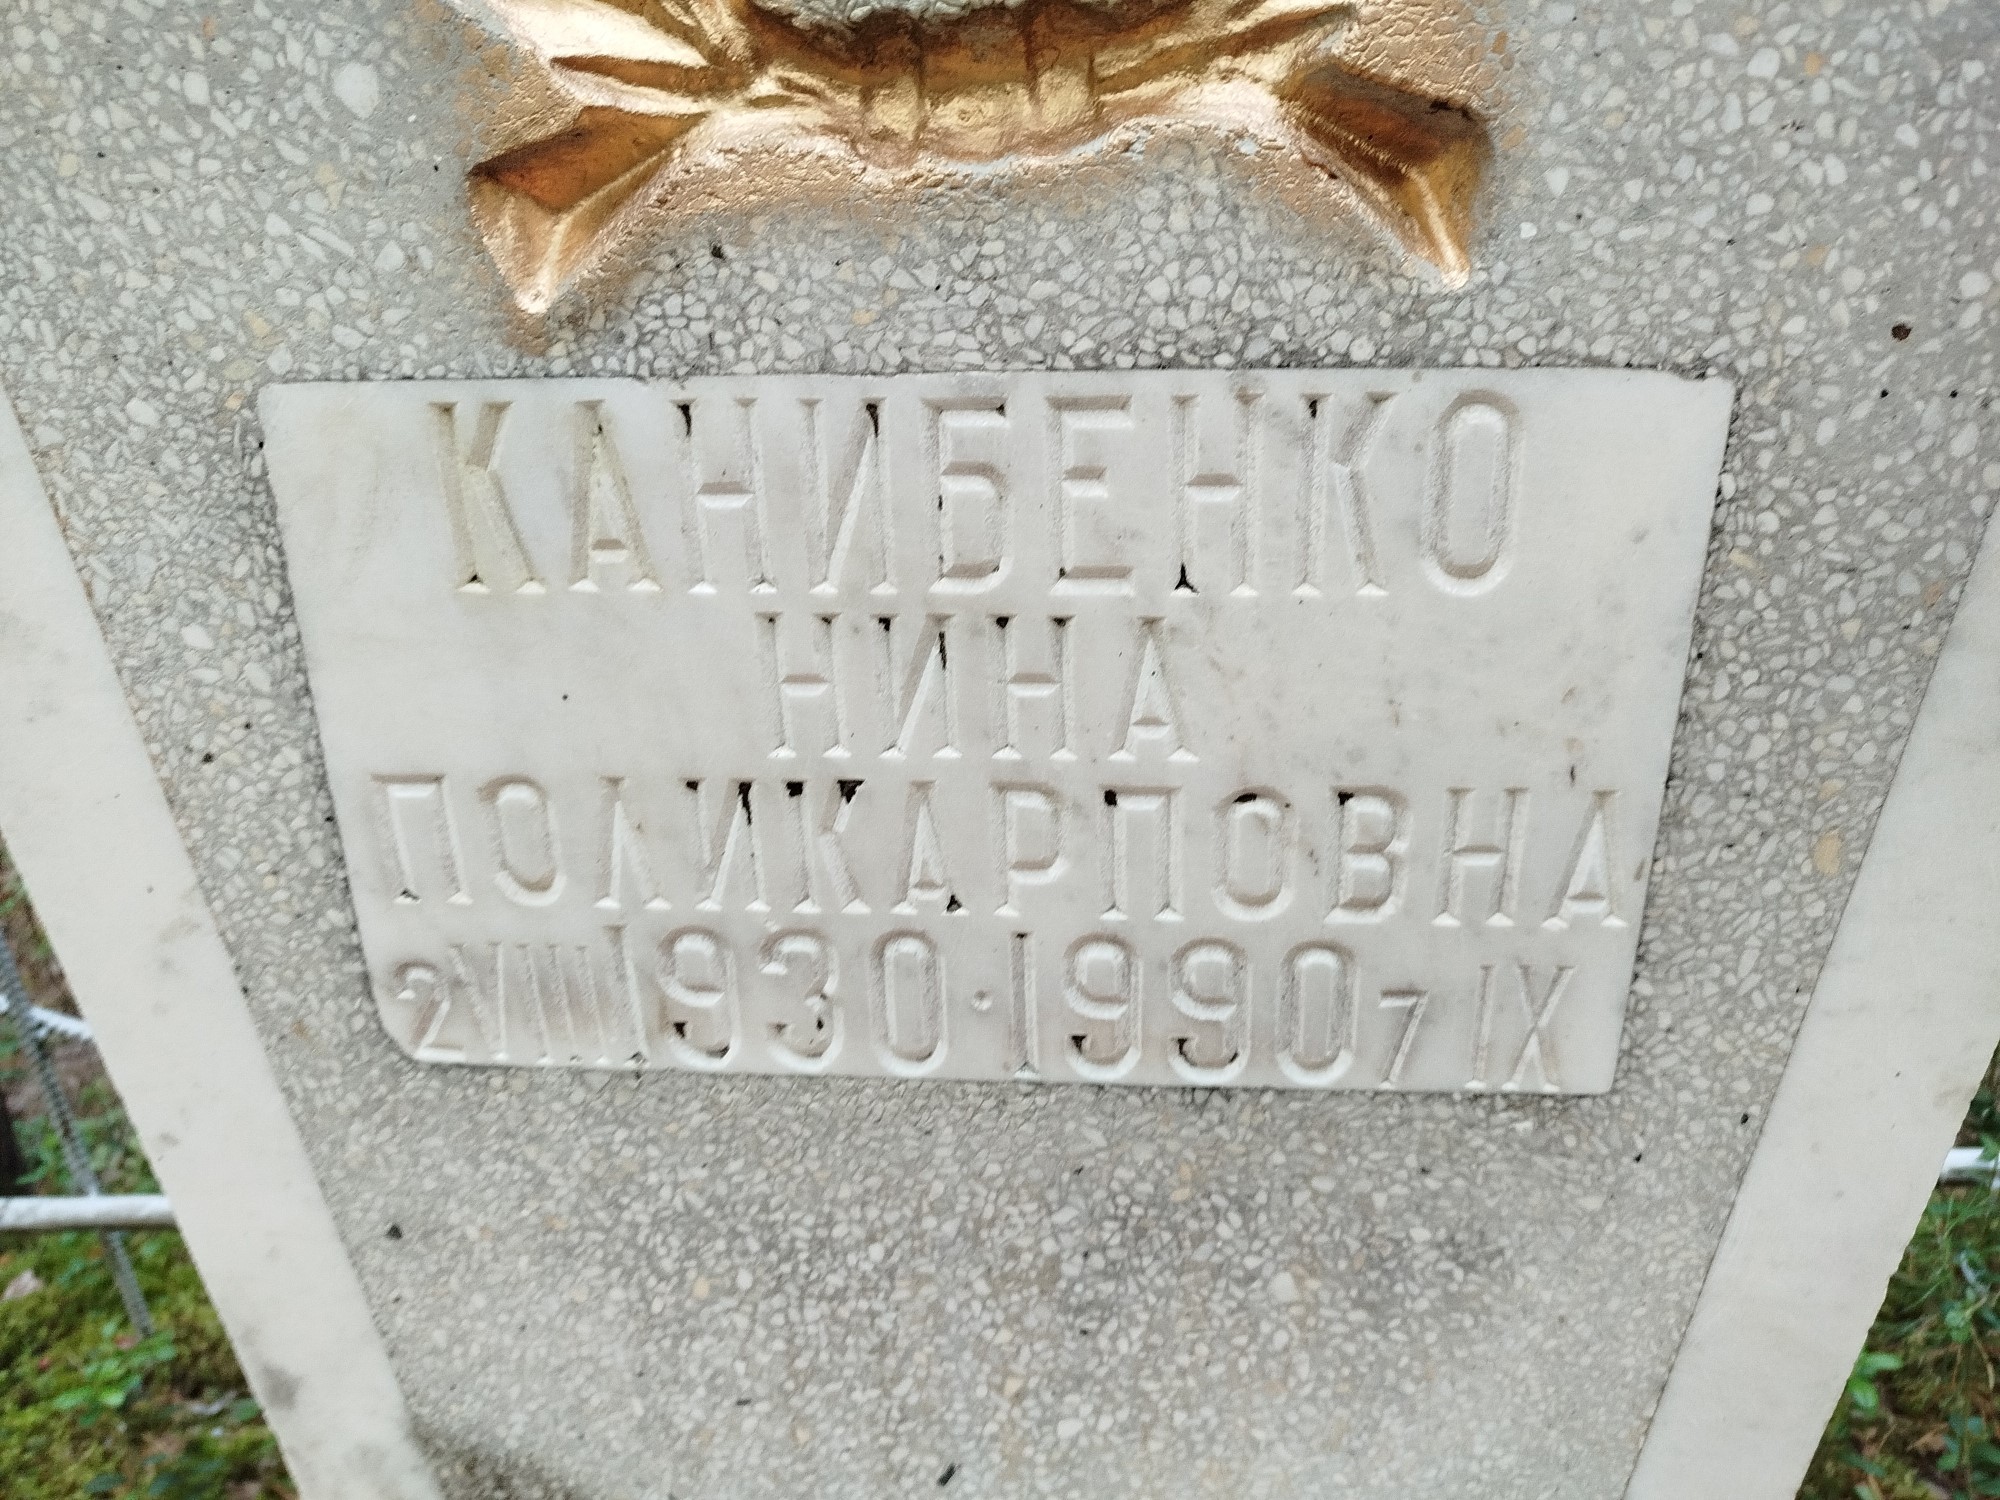 КАНИБЕНКО
НИНА
ПОЛИКАРПОВНА
2 VIII 1930 · 1990 7 IX